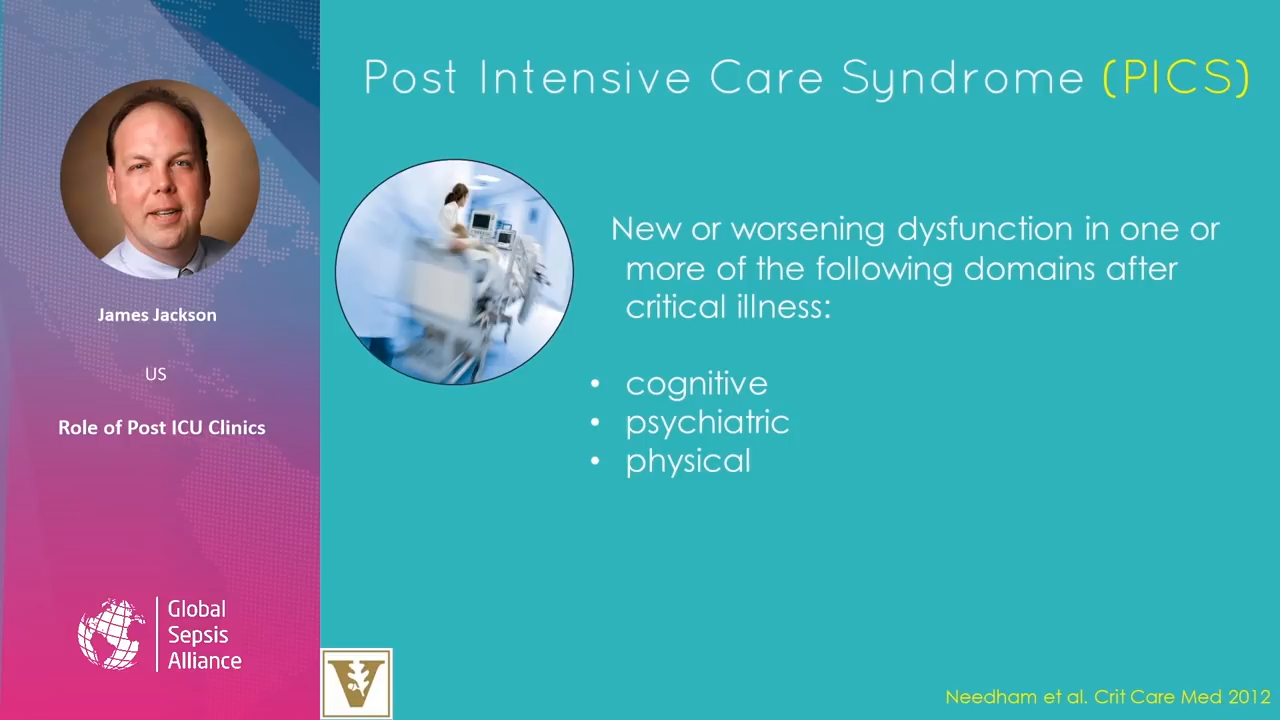 James Jackson
US
Role of Post ICU Clinics
Global
Sepsis
Alliance
Post Intensive Care Syndrome (PICS)
New or worsening dysfunction in one or
more of the following domains after
critical illness:
• cognitive
• psychiatric
• physical
V
Needham et al. Crit Care Med 2012